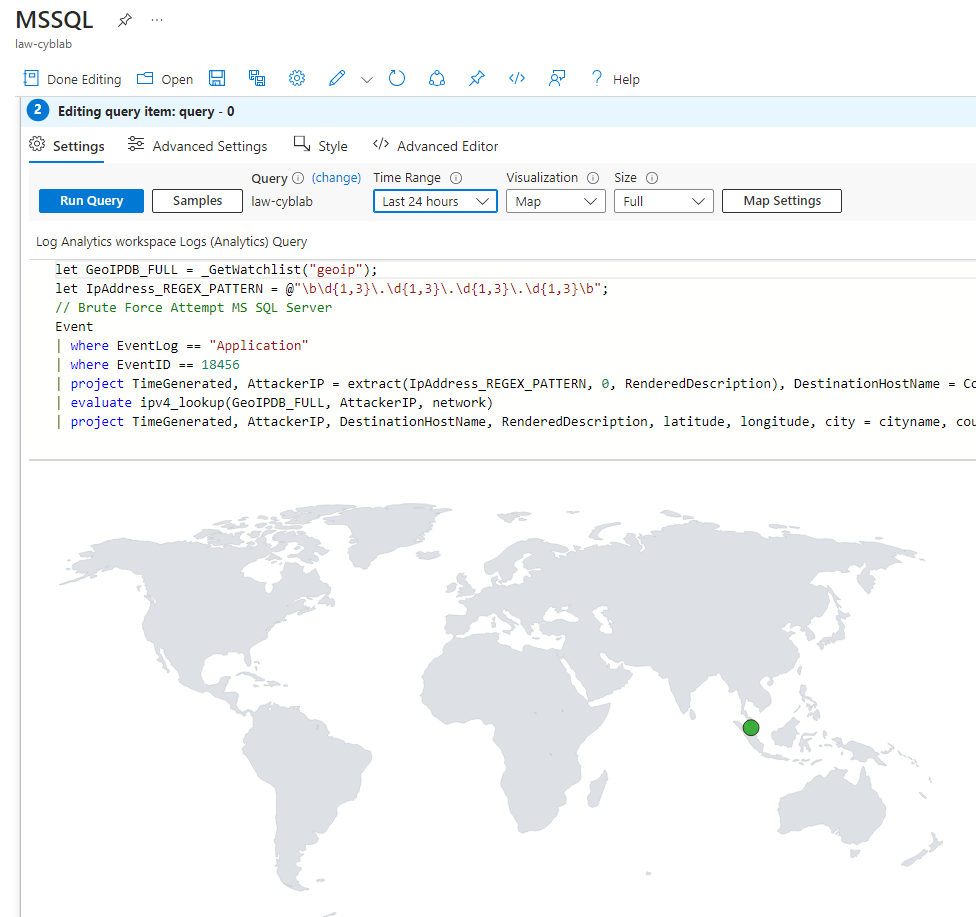 MSSQL ...
law-cyblab
Done Editing Open Help
2 Editing query item: query - 0
Settings Advanced Settings Style Advanced Editor
Query (change) Time Range Visualization Size
Run Query Samples law-cyblab Last 24 hours Map Full Map Settings
Log Analytics workspace Logs (Analytics) Query
let GeoIPDB_FULL = _GetWatchlist("geoip");
let IpAddress_REGEX_PATTERN = @"\b\d{1,3}\.\d{1,3}\.\d{1,3}\.\d{1,3}\b";
// Brute Force Attempt MS SQL Server
Event
| where EventLog == "Application"
| where EventID == 18456
| project TimeGenerated, AttackerIP = extract(IpAddress_REGEX_PATTERN, 0, RenderedDescription), DestinationHostName = Co
| evaluate ipv4_lookup(GeoIPDB_FULL, AttackerIP, network)
| project TimeGenerated, AttackerIP, DestinationHostName, RenderedDescription, latitude, longitude, city = cityname, cou